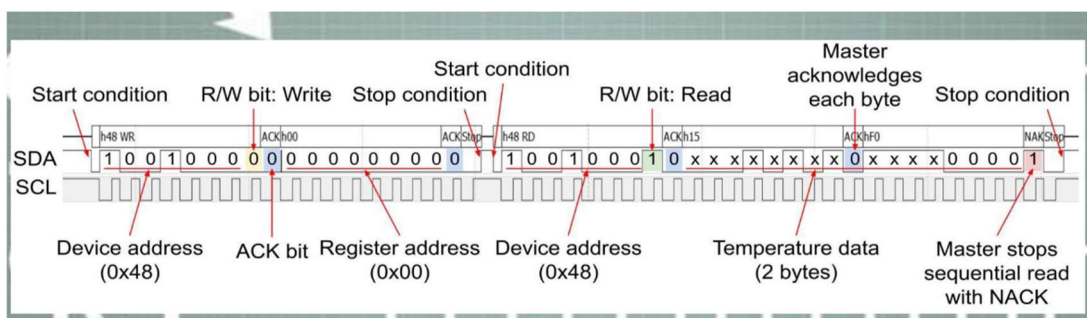 Master
acknowledges
each byte
Start condition
Start condition R/W bit: Write Stop condition R/W bit: Read Stop condition
h48 WR ACK h00 ACK Stop h48 RD ACK h15 ACK hF0 NAK Stop
SDA 1 0 0 1 0 0 0 0 0 0 0 0 0 0 0 0 0 0 1 0 0 1 0 0 0 1 0 x x x x x x x x 0 x x x x 0 0 0 0 1
SCL
Device address ACK bit Register address Device address Temperature data Master stops
(0x48) (0x00) (0x48) (2 bytes) sequential read
with NACK